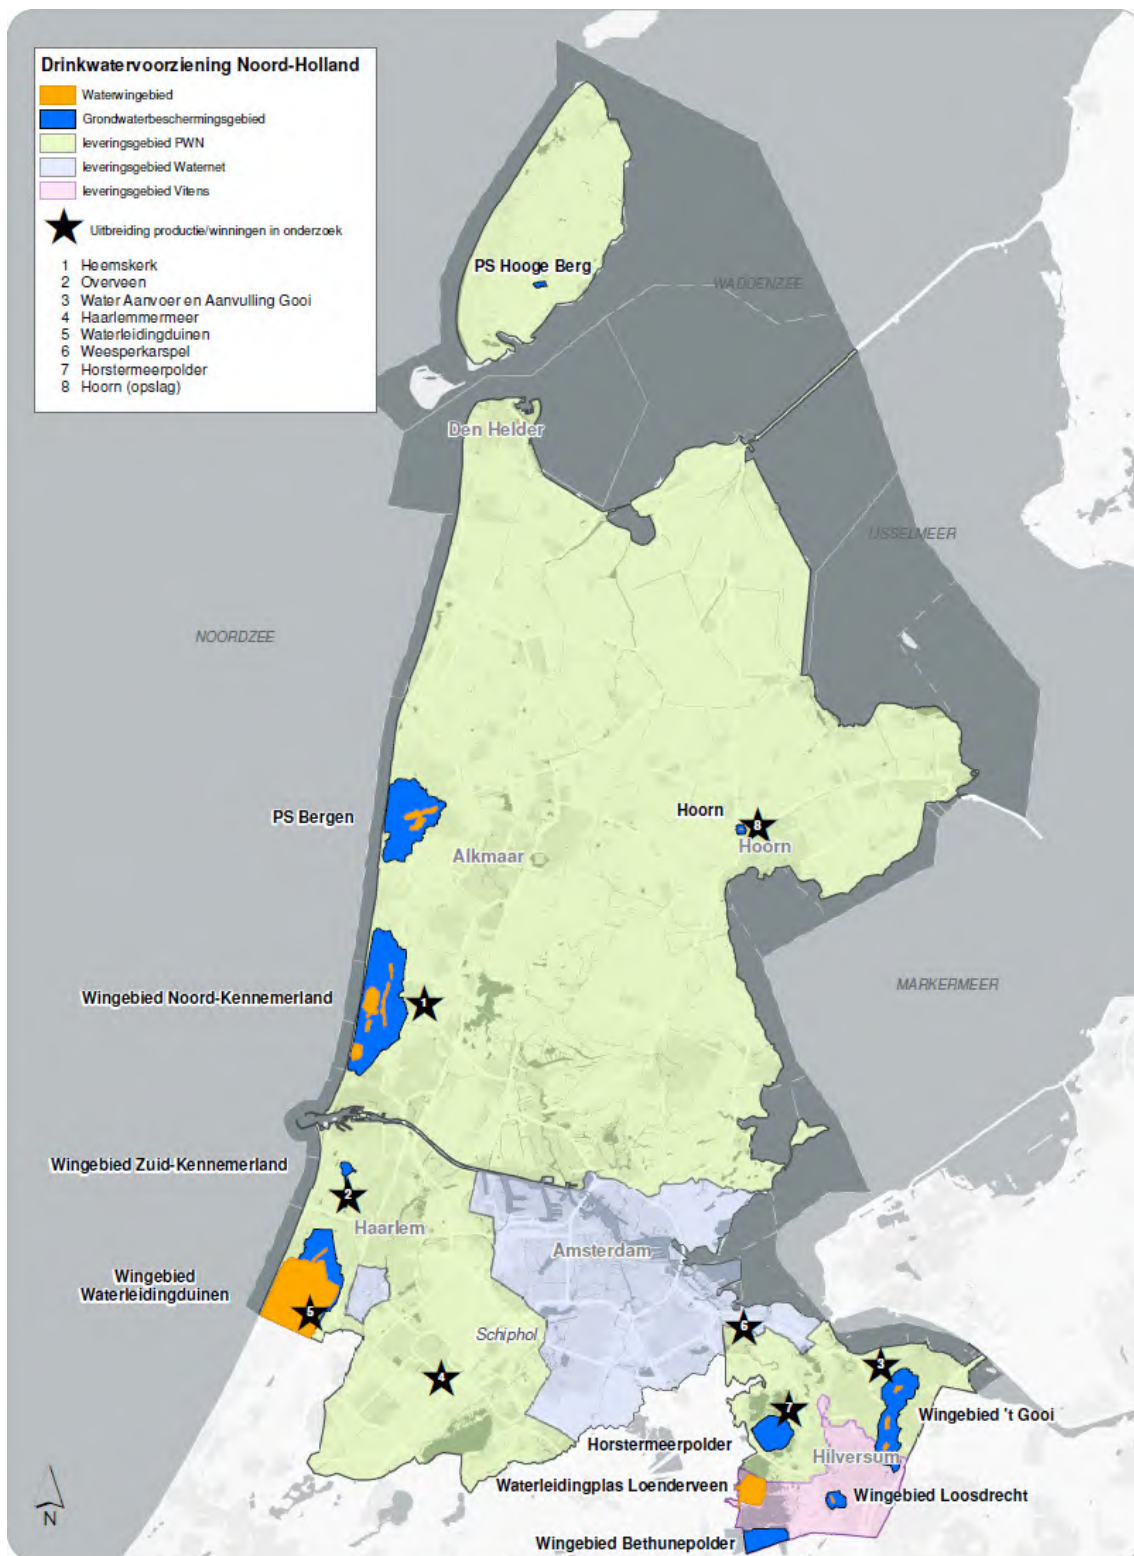 Drinkwatervoorziening Noord-Holland
Waterwingebied
Grondwaterbeschermingsgebied
leveringsgebied PWN
leveringsgebied Waternet
leveringsgebied Vitens
Uitbreiding productie/winningen in onderzoek
1 Heemskerk
2 Overveen
3 Water Aanvoer en Aanvulling Gooi
4 Haarlemmermeer
5 Waterleidingduinen
6 Weesperkarspel
7 Horstermeerpolder
8 Hoorn (opslag)
PS Hooge Berg
WADDENZEE
Den Helder
IJSSELMEER
NOORDZEE
PS Bergen
Hoorn
8
Hoorn
Alkmaar
Wingebied Noord-Kennemerland
1
MARKERMEER
Wingebied Zuid-Kennemerland
2
Haarlem
Amsterdam
Wingebied
Waterleidingduinen
5
Schiphol
6
4
3
7
Wingebied 't Gooi
Horstermeerpolder
Hilversum
Waterleidingplas Loenderveen
Wingebied Loosdrecht
Wingebied Bethunepolder
N